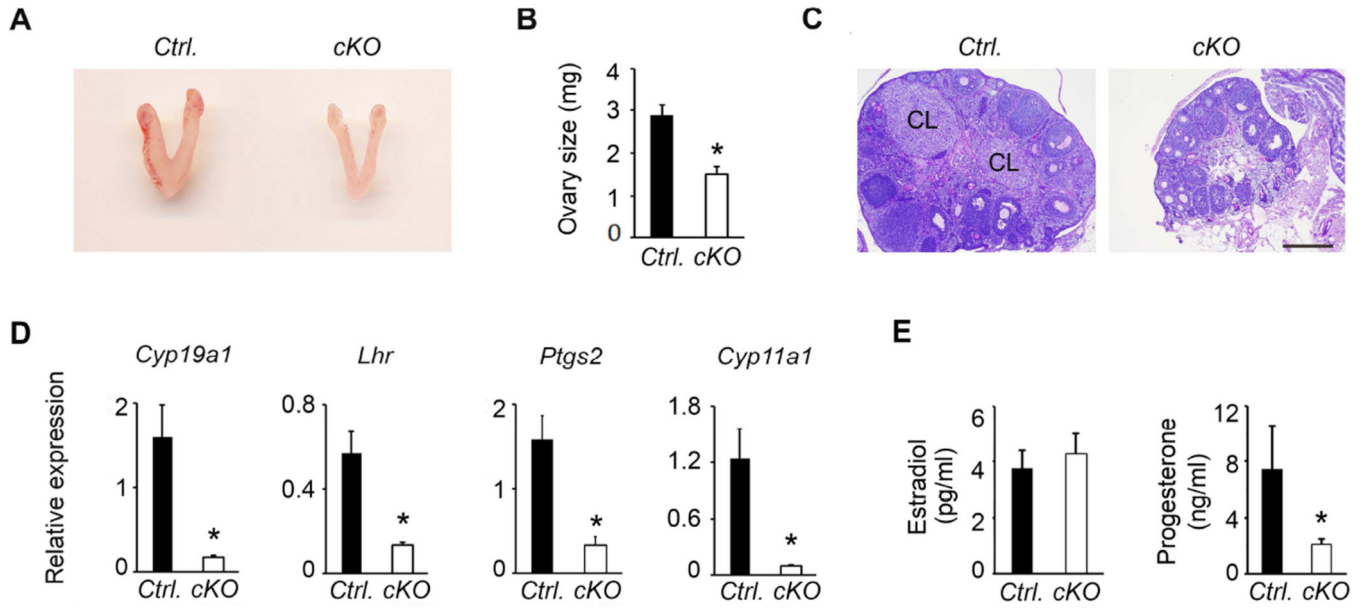 A
Ctrl.
cKO
B
Ovary size (mg)
4
3
2
1
0
*
Ctrl. cKO
C
Ctrl.
cKO
CL
CL
D
Relative expression
Cyp19a1
2
1
0
*
Ctrl. cKO
Lhr
0.8
0.4
0
*
Ctrl. cKO
Ptgs2
2
1
0
*
Ctrl. cKO
Cyp11a1
1.8
1.2
0.6
0
*
Ctrl. cKO
E
Estradiol
(pg/ml)
6
4
2
0
Ctrl. cKO
Progesterone
(ng/ml)
12
8
4
0
*
Ctrl. cKO